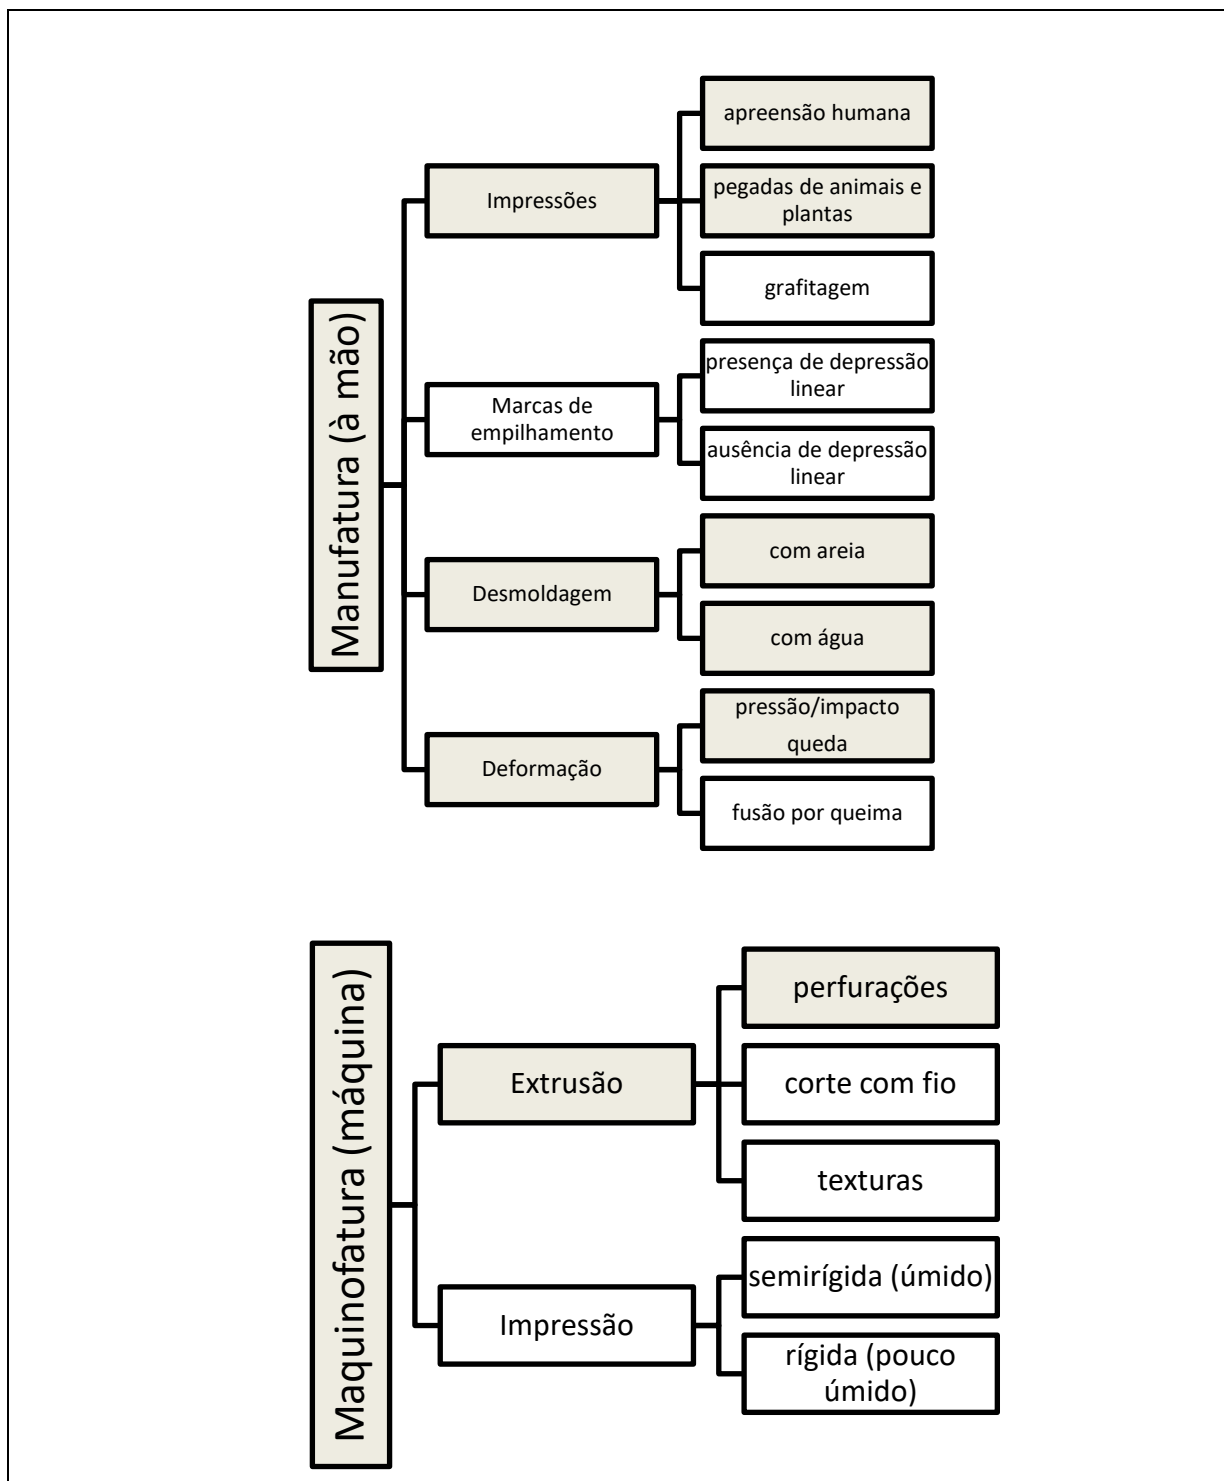 Manufatura (à mão)
Impressões
apreensão humana
pegadas de animais e
plantas
grafitagem
Marcas de
empilhamento
presença de depressão
linear
ausência de depressão
linear
Desmoldagem
com areia
com água
Deformação
pressão/impacto
queda
fusão por queima
Maquinofatura (máquina)
Extrusão
perfurações
corte com fio
texturas
Impressão
semirígida (úmido)
rígida (pouco
úmido)